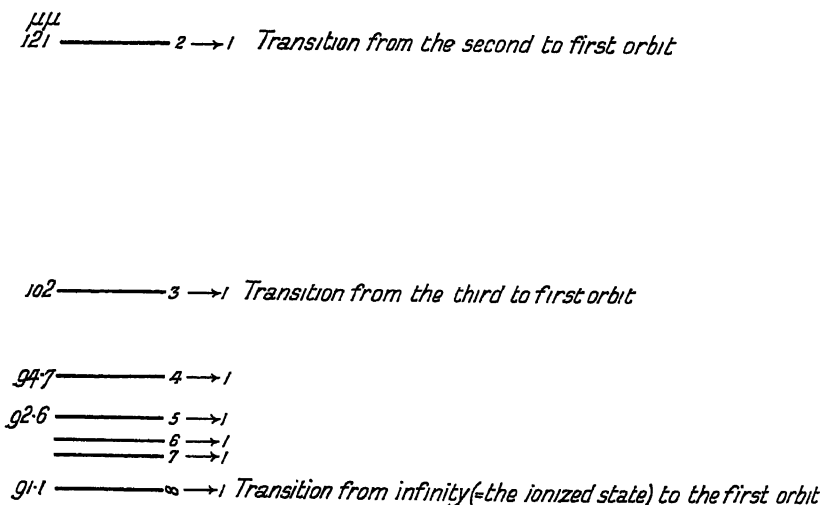 μμ
121 2 → 1 Transition from the second to first orbit
102 3 → 1 Transition from the third to first orbit
94·7 4 → 1
92·6 5 → 1
6 → 1
7 → 1
91·1 ∞ → 1 Transition from infinity (=the ionized state) to the first orbit